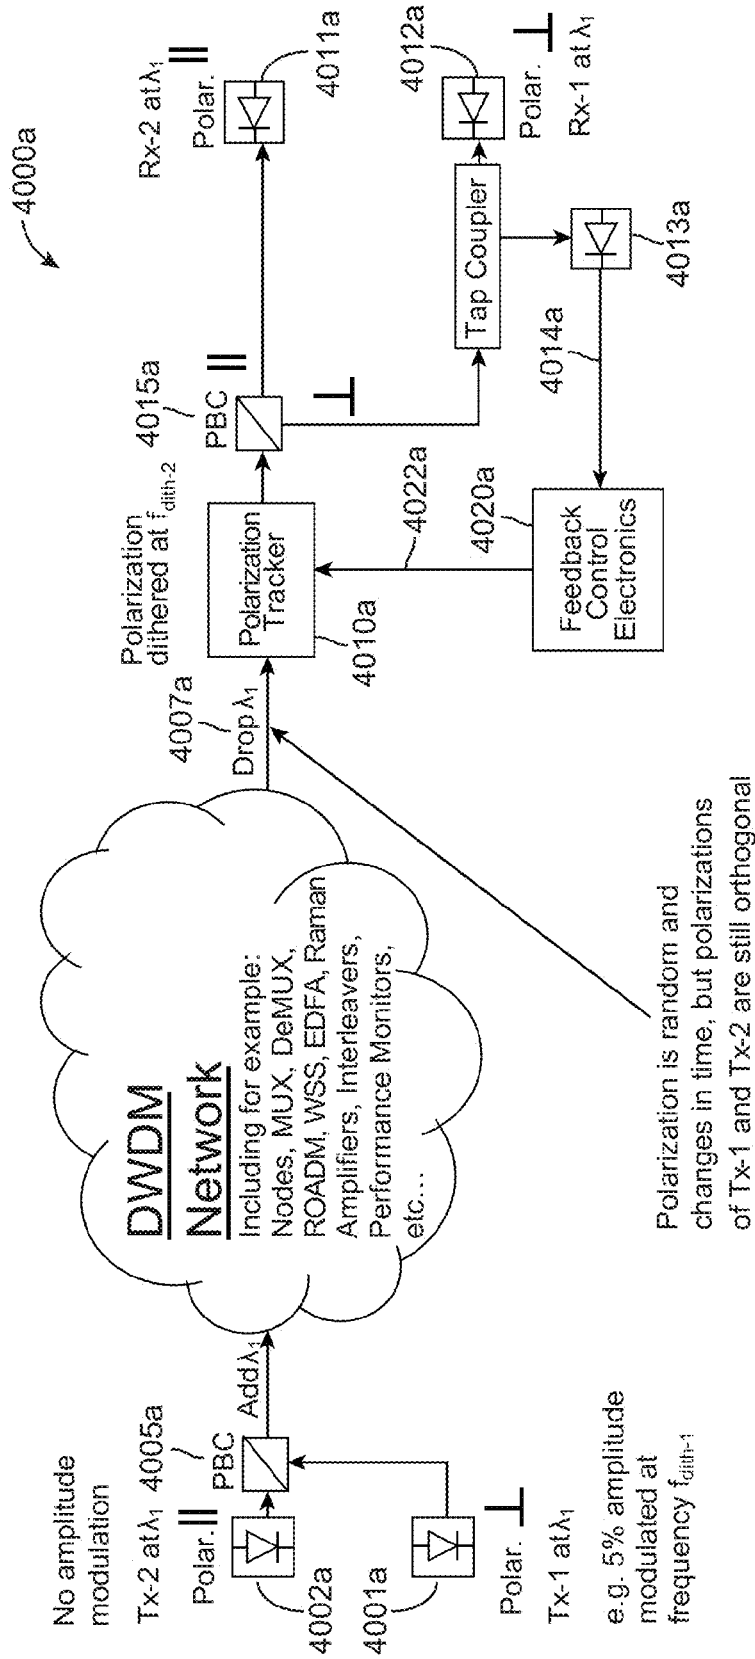 4000a
No amplitude
modulation
Tx-2 at λ₁
Polar.
4002a
4005a
PBC
Add λ₁
4001a
Polar.
Tx-1 at λ₁
e.g. 5% amplitude
modulated at
frequency f_dith-1
DWDM
Network
Including for example:
Nodes, MUX, DeMUX,
ROADM, WSS, EDFA, Raman
Amplifiers, Interleavers,
Performance Monitors,
etc...
4007a
Drop λ₁
Polarization is random and
changes in time, but polarizations
of Tx-1 and Tx-2 are still orthogonal
Polarization
dithered at f_dith-2
Polarization
Tracker
4010a
4015a
PBC
4022a
4020a
Feedback
Control
Electronics
4014a
Tap Coupler
4013a
Rx-2 at λ₁
Polar.
4011a
4012a
Polar.
Rx-1 at λ₁